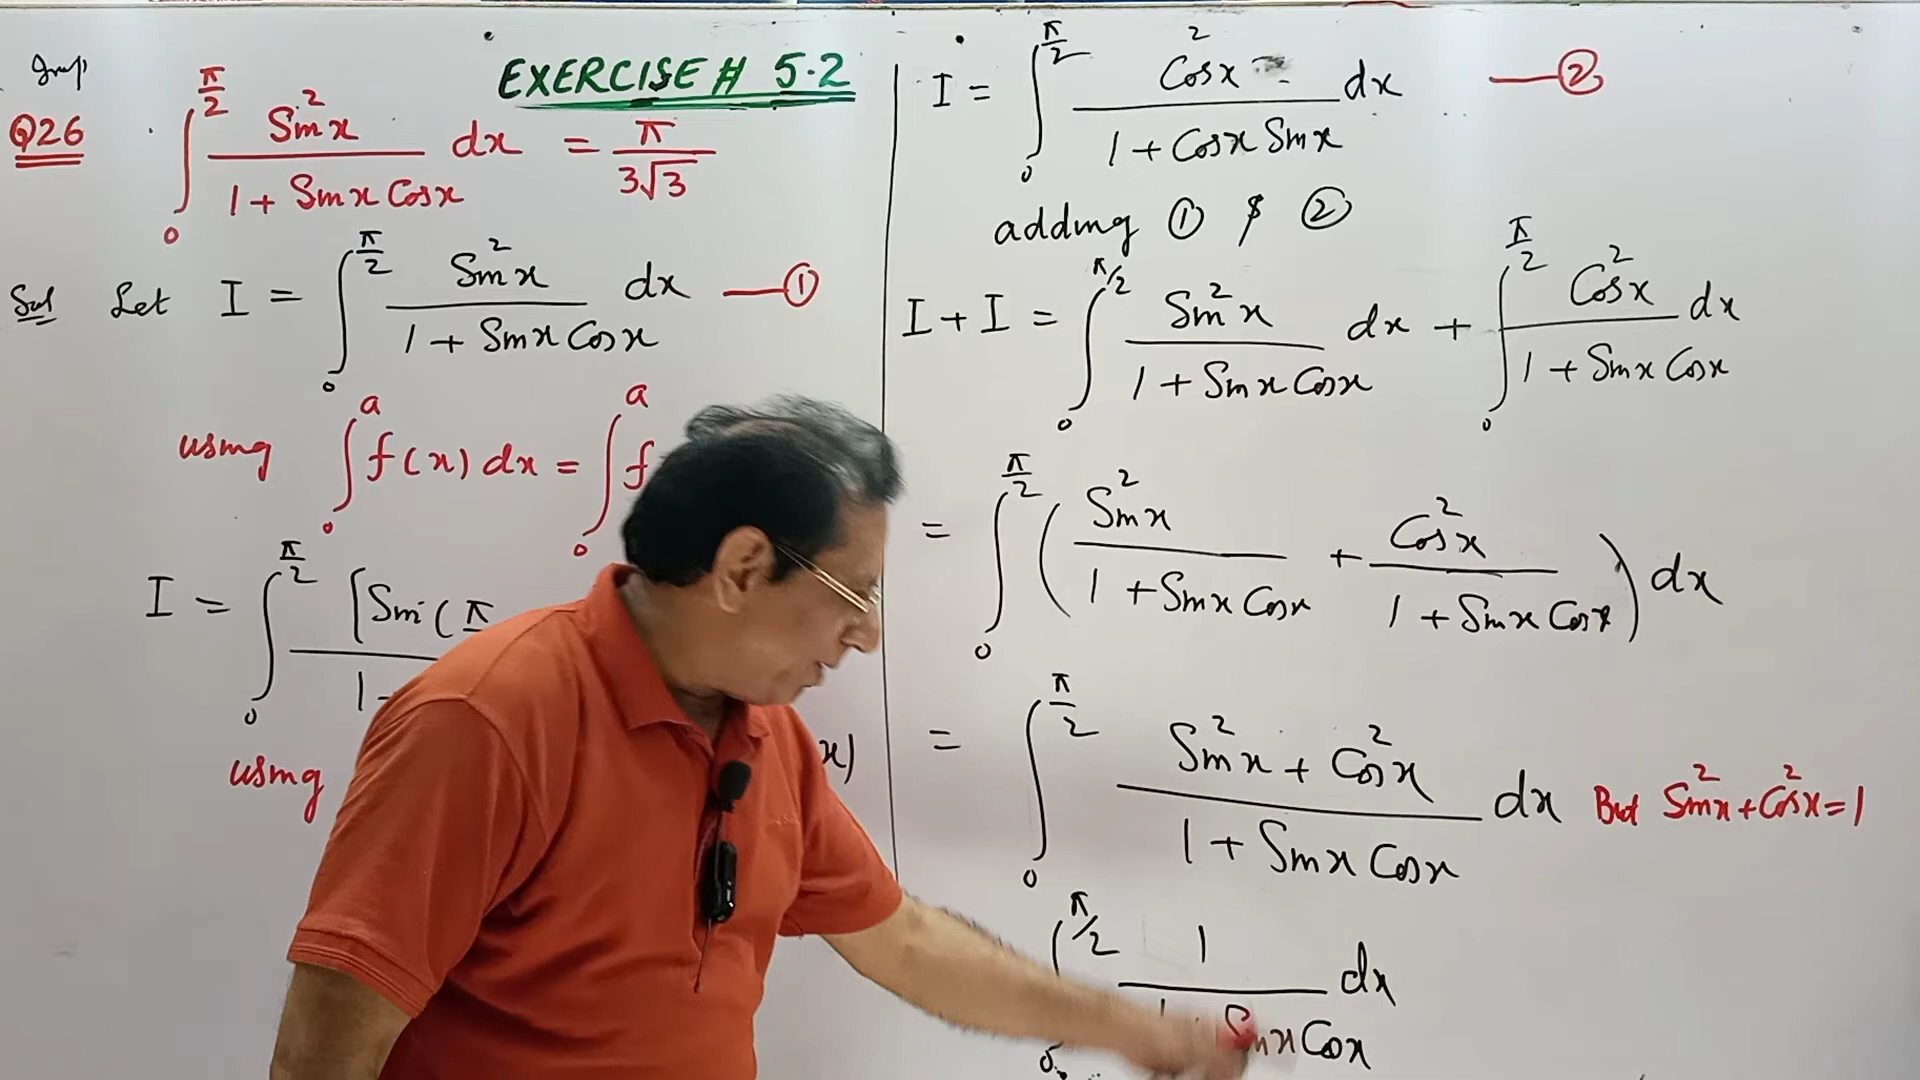 Imp
EXERCISE # 5.2
Q26 ∫₀^(π/2) Sin²x / (1 + Sinx Cosx) dx = π / 3√3
Sol Let I = ∫₀^(π/2) Sin²x / (1 + Sinx Cosx) dx —①
using ∫₀^a f(x) dx = ∫₀^a f
I = ∫₀^(π/2) [Sin(π
1
using x)
I = ∫₀^(π/2) Cos²x / (1 + Cosx Sinx) dx —②
adding ① & ②
I + I = ∫₀^(π/2) Sin²x / (1 + Sinx Cosx) dx + ∫₀^(π/2) Cos²x / (1 + Sinx Cosx) dx
= ∫₀^(π/2) ( Sin²x / (1 + Sinx Cosx) + Cos²x / (1 + Sinx Cosx) ) dx
= ∫₀^(π/2) (Sin²x + Cos²x) / (1 + Sinx Cosx) dx But Sin²x + Cos²x = 1
∫₀^(π/2) 1 / (1 + Sinx Cosx) dx